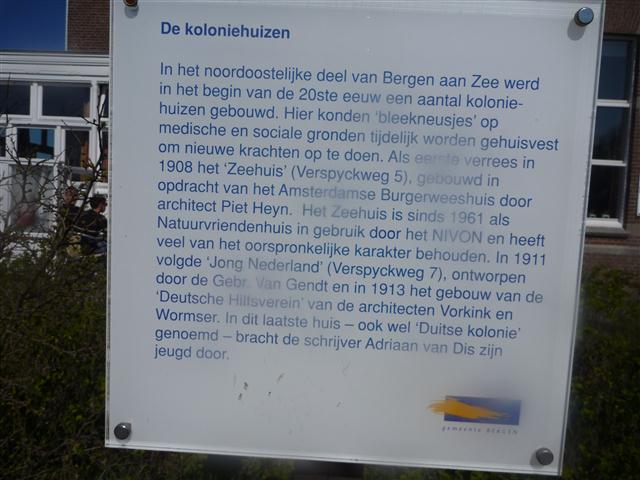 De koloniehuizen
In het noordoostelijke deel van Bergen aan Zee werd
in het begin van de 20ste eeuw een aantal kolonie-
huizen gebouwd. Hier konden 'bleekneusjes' op
medische en sociale gronden tijdelijk worden gehuisvest
om nieuwe krachten op te doen. Als eerste verrees in
1908 het 'Zeehuis' (Verspyckweg 5), gebouwd in
opdracht van het Amsterdamse Burgerweeshuis door
architect Piet Heyn. Het Zeehuis is sinds 1961 als
Natuurvriendenhuis in gebruik door het NIVON en heeft
veel van het oorspronkelijke karakter behouden. In 1911
volgde 'Jong Nederland' (Verspyckweg 7), ontworpen
door de Gebr. Van Gendt en in 1913 het gebouw van de
'Deutsche Hilfsverein' van de architecten Vorkink en
Wormser. In dit laatste huis – ook wel 'Duitse kolonie'
genoemd – bracht de schrijver Adriaan van Dis zijn
jeugd door.
gemeente BERGEN